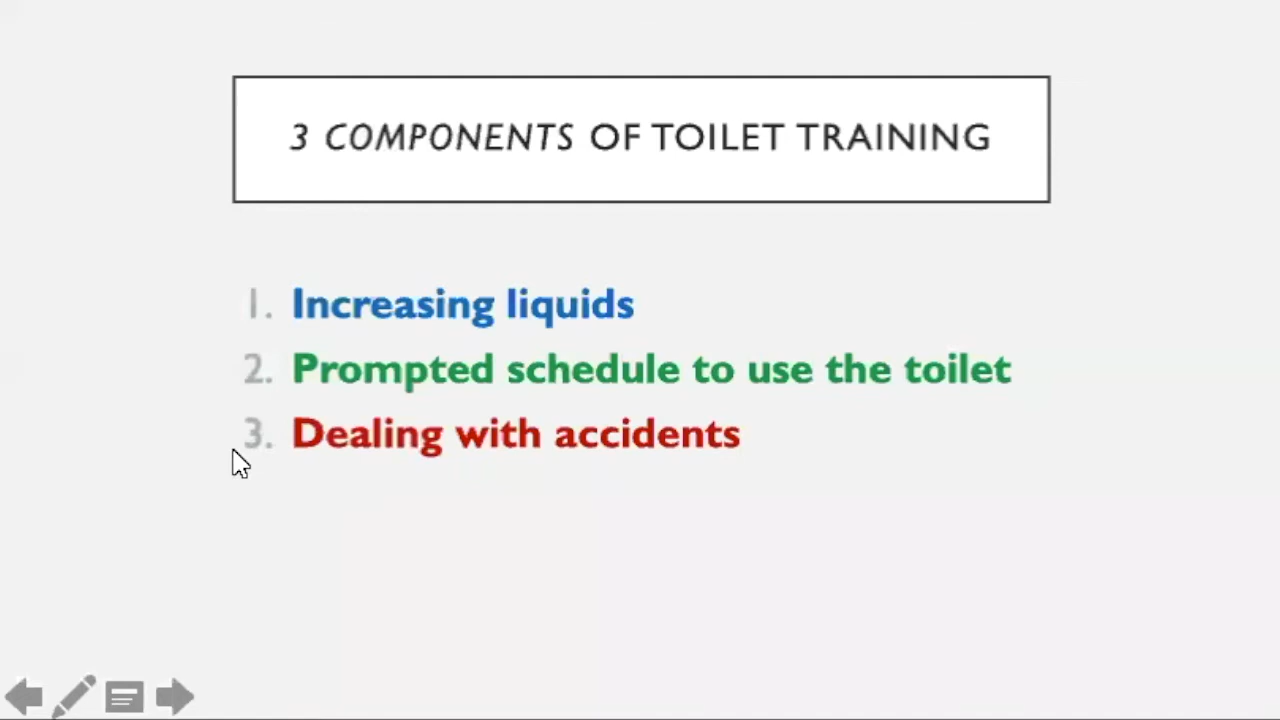 3 COMPONENTS OF TOILET TRAINING
1. Increasing liquids
2. Prompted schedule to use the toilet
3. Dealing with accidents